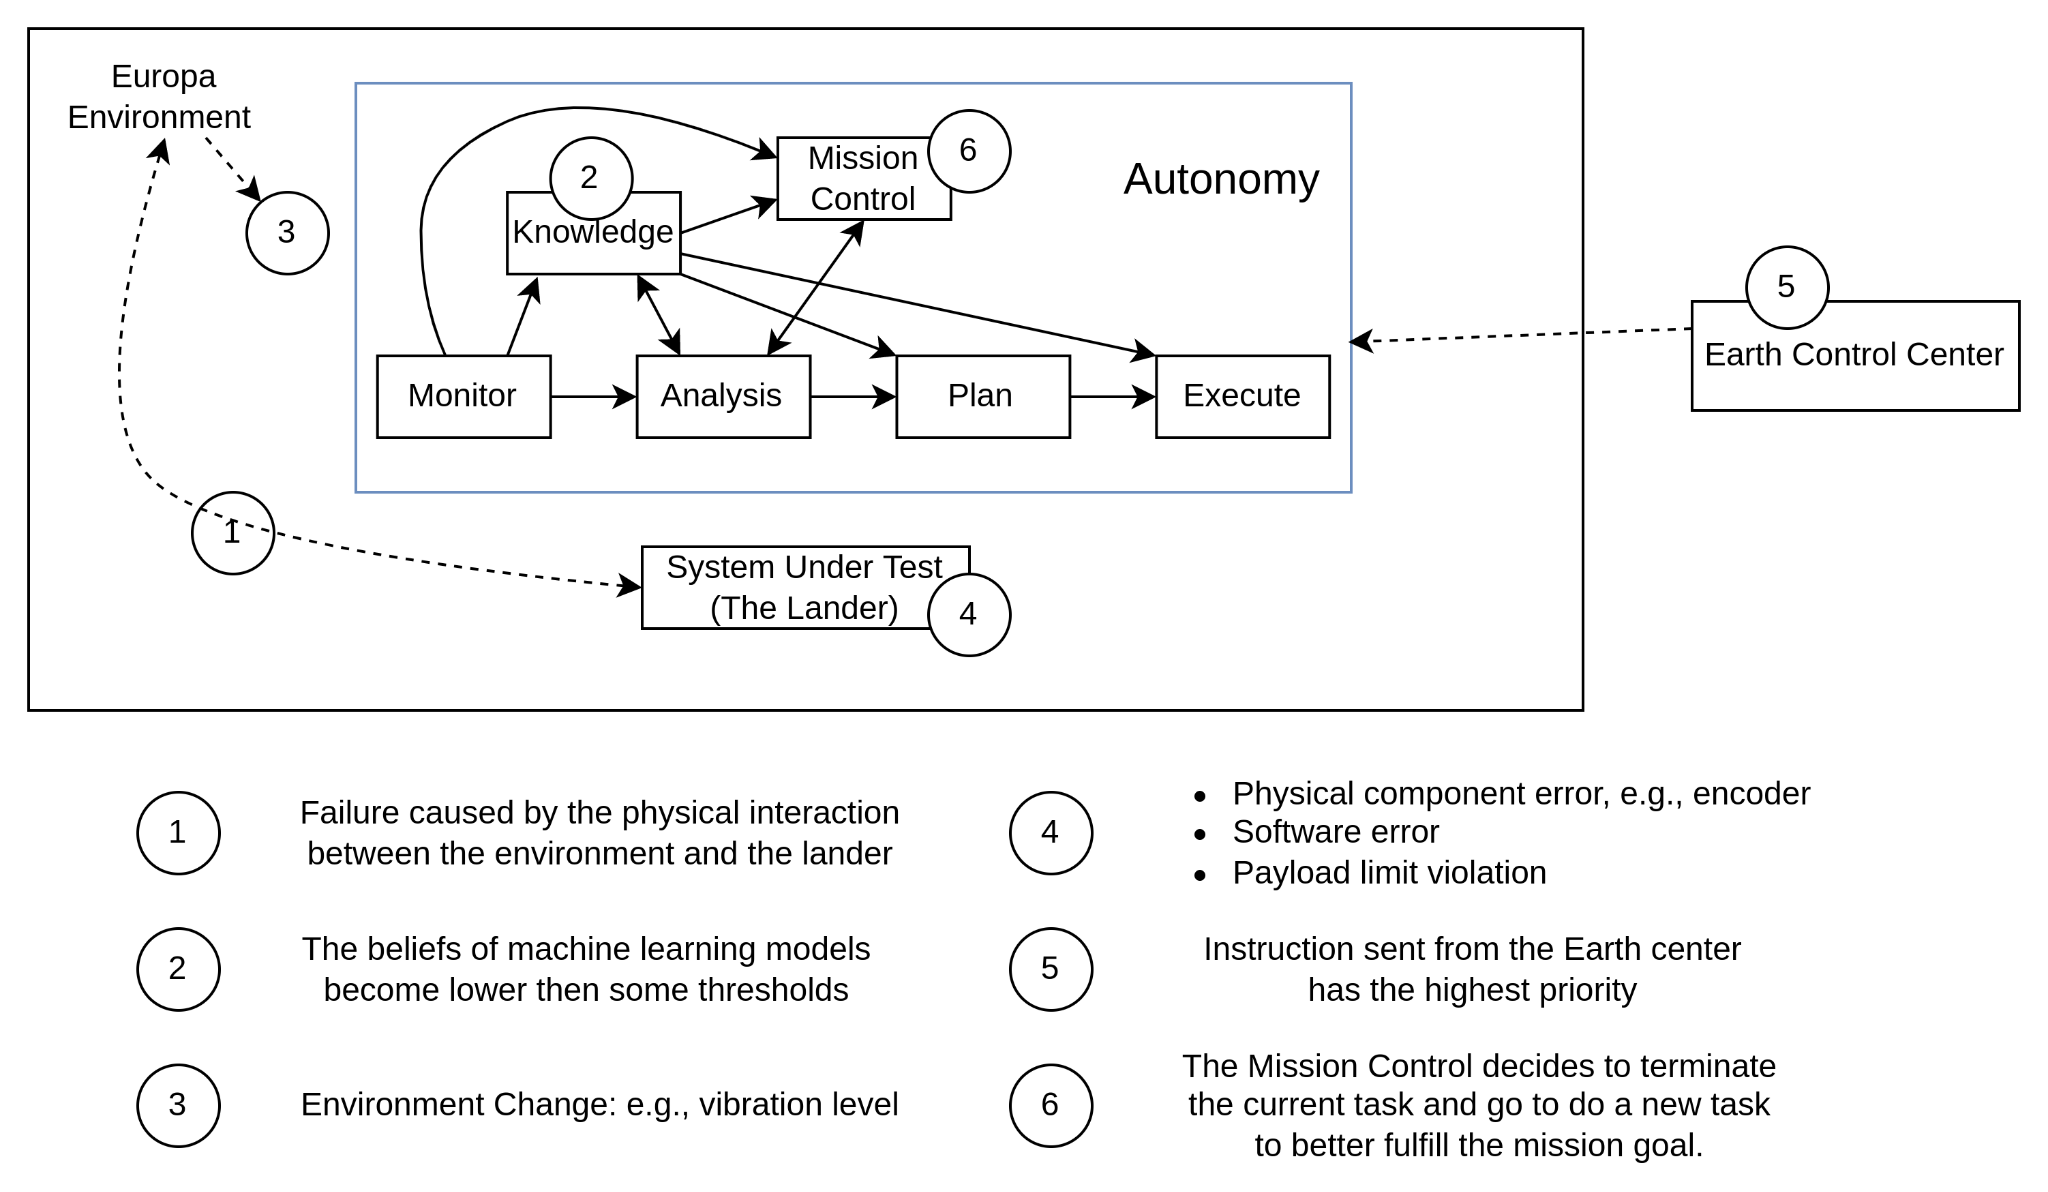 Europa
Environment
3
1
2
Knowledge
Mission
Control
6
Autonomy
Monitor
Analysis
Plan
Execute
System Under Test
(The Lander)
4
5
Earth Control Center
1
Failure caused by the physical interaction
between the environment and the lander
2
The beliefs of machine learning models
become lower then some thresholds
3
Environment Change: e.g., vibration level
4
• Physical component error, e.g., encoder
• Software error
• Payload limit violation
5
Instruction sent from the Earth center
has the highest priority
6
The Mission Control decides to terminate
the current task and go to do a new task
to better fulfill the mission goal.